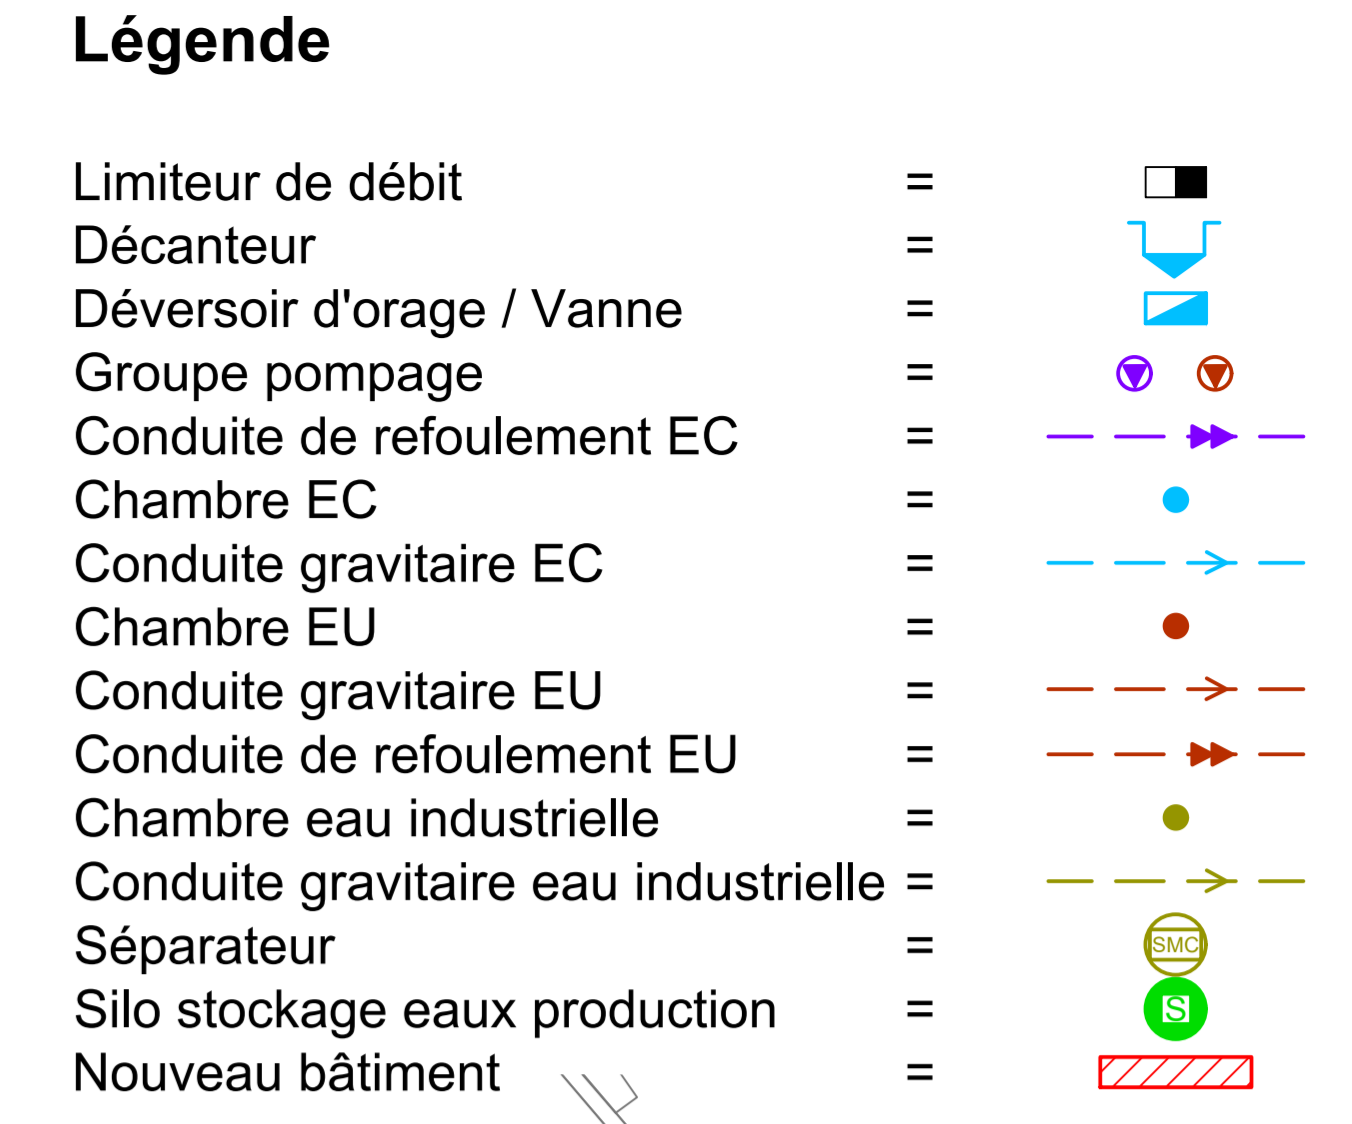 Légende
Limiteur de débit =
Décanteur =
Déversoir d'orage / Vanne =
Groupe pompage =
Conduite de refoulement EC =
Chambre EC =
Conduite gravitaire EC =
Chambre EU =
Conduite gravitaire EU =
Conduite de refoulement EU =
Chambre eau industrielle =
Conduite gravitaire eau industrielle =
Séparateur = SMC
Silo stockage eaux production = S
Nouveau bâtiment =